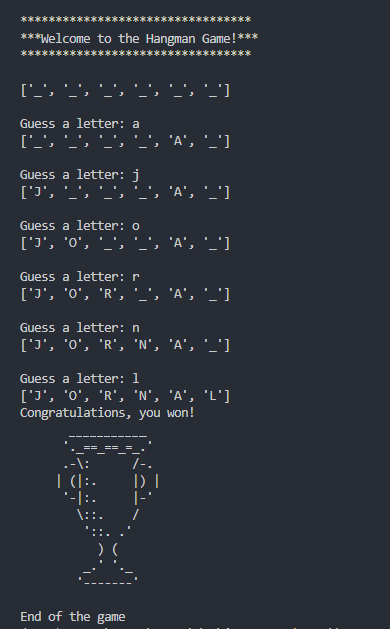 *********************************
***Welcome to the Hangman Game!***
*********************************
['_', '_', '_', '_', '_', '_']
Guess a letter: a
['_', '_', '_', '_', 'A', '_']
Guess a letter: j
['J', '_', '_', '_', 'A', '_']
Guess a letter: o
['J', 'O', '_', '_', 'A', '_']
Guess a letter: r
['J', 'O', 'R', '_', 'A', '_']
Guess a letter: n
['J', 'O', 'R', 'N', 'A', '_']
Guess a letter: l
['J', 'O', 'R', 'N', 'A', 'L']
Congratulations, you won!
       ___________
      '._==_==_=_.'
      .-\:      /-.
     | (|:.     |) |
      '-|:.     |-'
        \::.    /
         '::. .'
           ) (
         _.' '._
        '-------'
End of the game